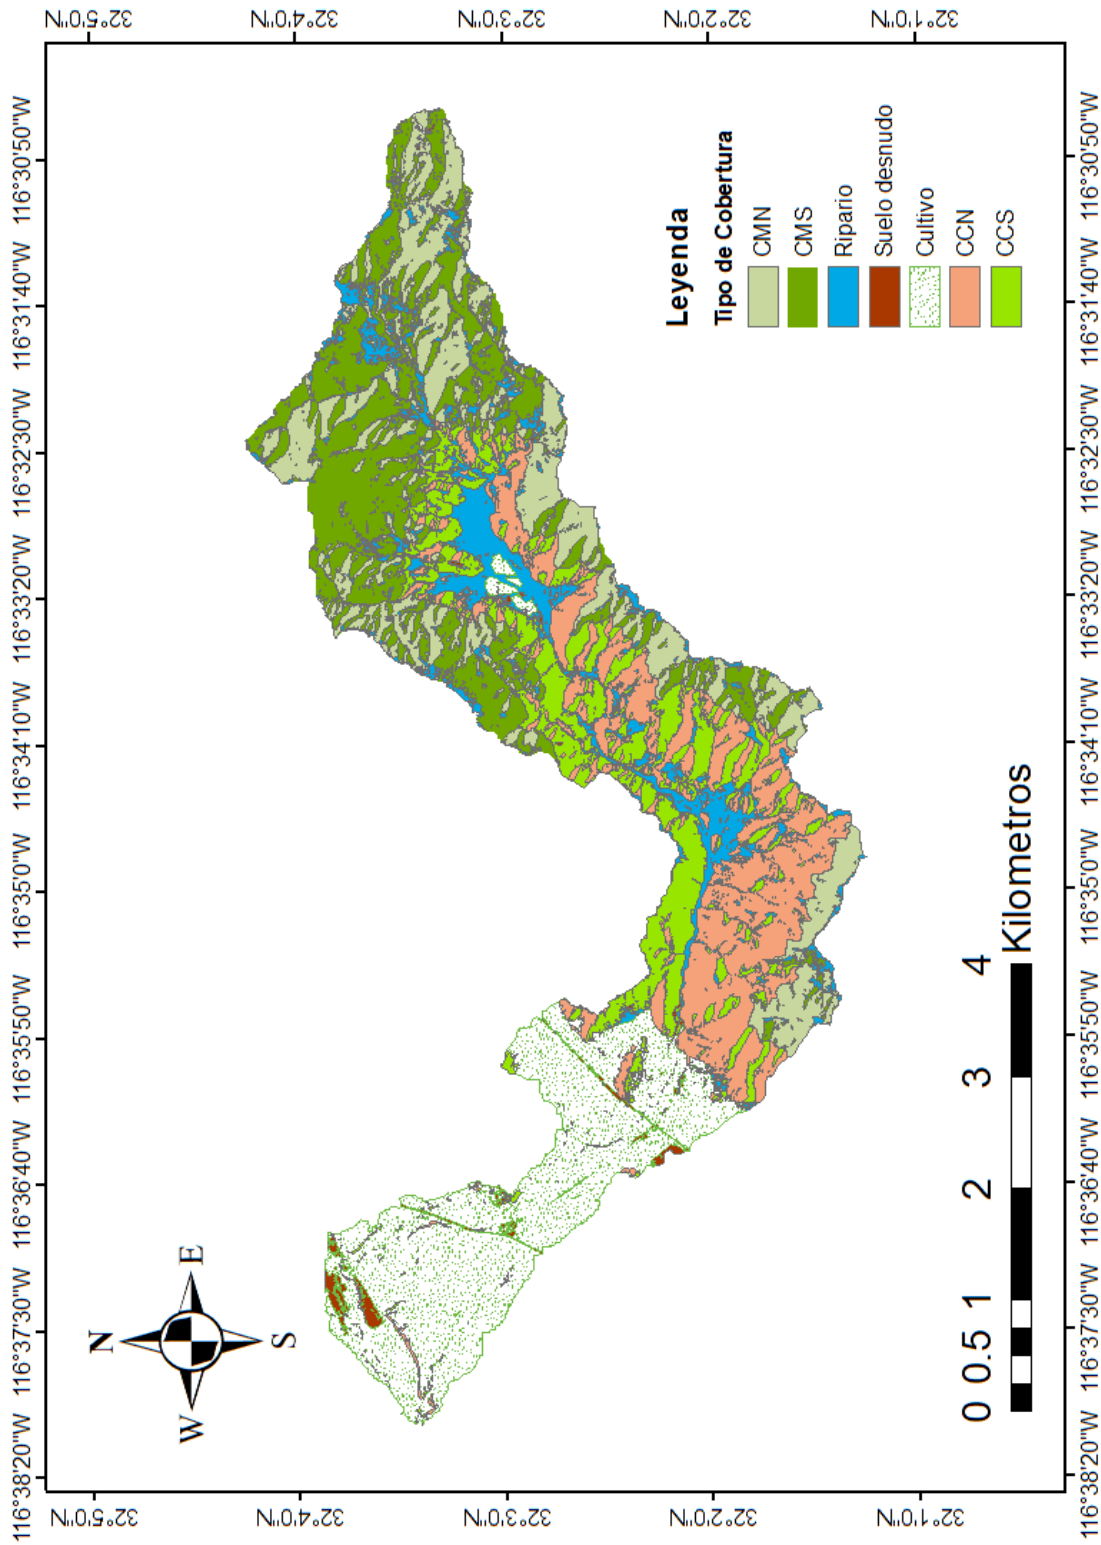 116°38'20"W 116°37'30"W 116°36'40"W 116°35'50"W 116°35'0"W 116°34'10"W 116°33'20"W 116°32'30"W 116°31'40"W 116°30'50"W
32°5'0"N 32°5'0"N
N
W E
S
32°4'0"N 32°4'0"N
32°3'0"N 32°3'0"N
32°2'0"N 32°2'0"N
32°1'0"N 32°1'0"N
Leyenda
Tipo de Cobertura
CMN
CMS
Ripario
Suelo desnudo
Cultivo
CCN
CCS
0 0.5 1 2 3 4
Kilometros
116°38'20"W 116°37'30"W 116°36'40"W 116°35'50"W 116°35'0"W 116°34'10"W 116°33'20"W 116°32'30"W 116°31'40"W 116°30'50"W